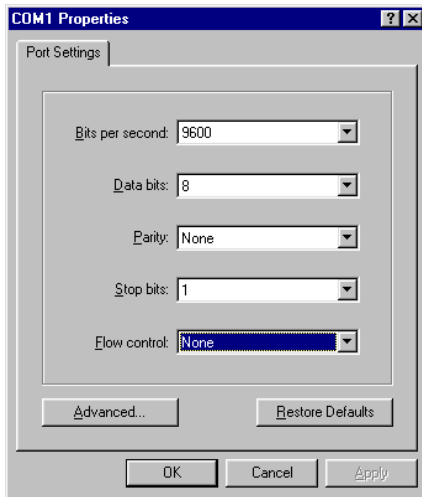 COM1 Properties
Port Settings
Bits per second: 9600
Data bits: 8
Parity: None
Stop bits: 1
Flow control: None
Advanced... Restore Defaults
OK Cancel Apply